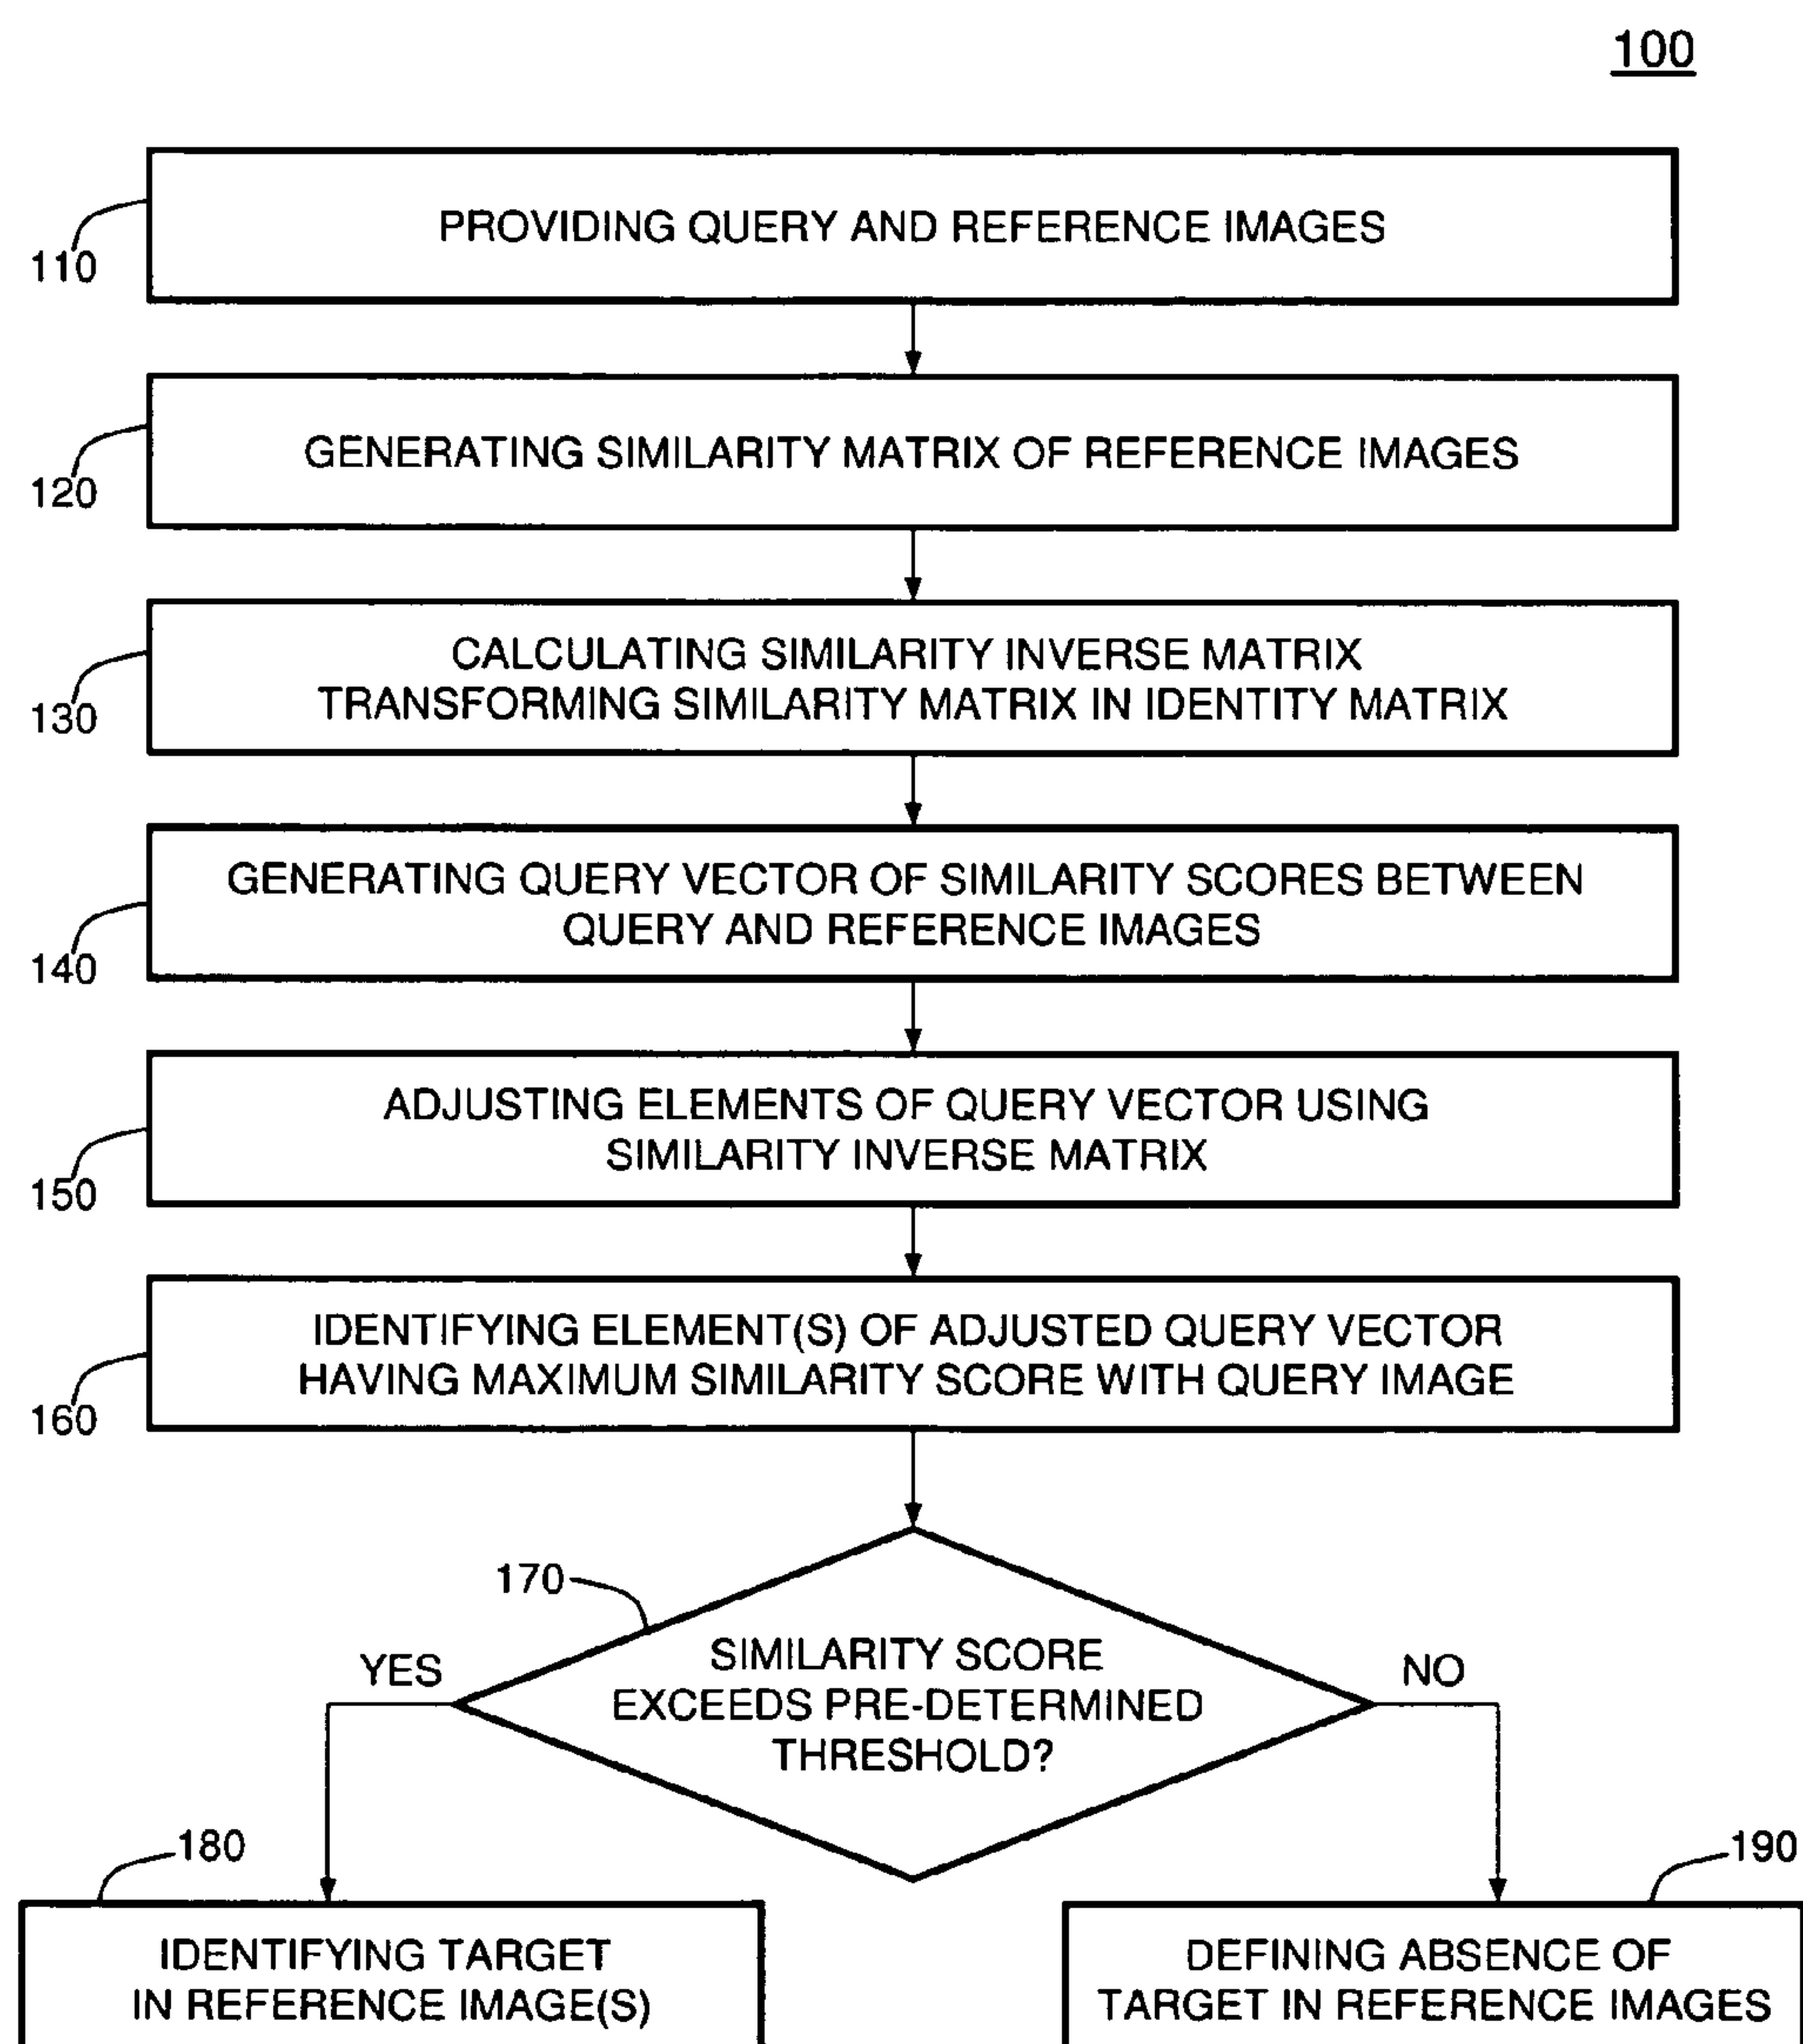 100
PROVIDING QUERY AND REFERENCE IMAGES
110
GENERATING SIMILARITY MATRIX OF REFERENCE IMAGES
120
CALCULATING SIMILARITY INVERSE MATRIX
TRANSFORMING SIMILARITY MATRIX IN IDENTITY MATRIX
130
GENERATING QUERY VECTOR OF SIMILARITY SCORES BETWEEN
QUERY AND REFERENCE IMAGES
140
ADJUSTING ELEMENTS OF QUERY VECTOR USING
SIMILARITY INVERSE MATRIX
150
IDENTIFYING ELEMENT(S) OF ADJUSTED QUERY VECTOR
HAVING MAXIMUM SIMILARITY SCORE WITH QUERY IMAGE
160
170
SIMILARITY SCORE
EXCEEDS PRE-DETERMINED
THRESHOLD?
YES
NO
180
190
IDENTIFYING TARGET
IN REFERENCE IMAGE(S)
DEFINING ABSENCE OF
TARGET IN REFERENCE IMAGES